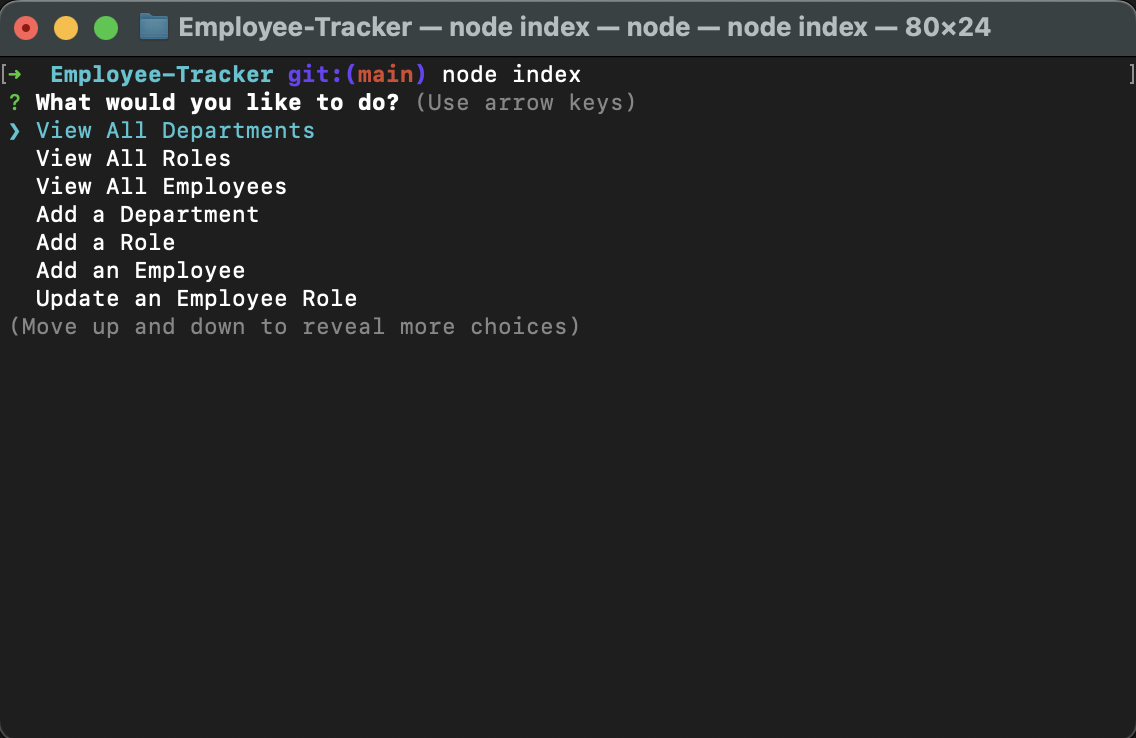 Employee-Tracker — node index — node — node index — 80×24
[➜  Employee-Tracker git:(main) node index ]
? What would you like to do? (Use arrow keys)
❯ View All Departments
  View All Roles
  View All Employees
  Add a Department
  Add a Role
  Add an Employee
  Update an Employee Role
(Move up and down to reveal more choices)